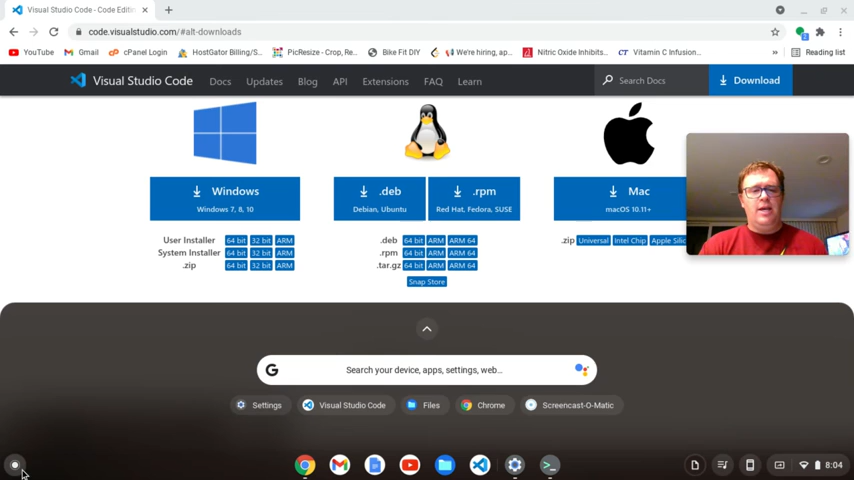 Visual Studio Code - Code Editin
code.visualstudio.com/#alt-downloads
YouTube
Gmail
cPanel Login
HostGator Billing/S...
PicResize - Crop, Re...
Bike Fit DIY
We're hiring, ap...
Nitric Oxide Inhibits...
CT Vitamin C Infusion...
»
Reading list
Visual Studio Code
Docs
Updates
Blog
API
Extensions
FAQ
Learn
Search Docs
Download
Windows
Windows 7, 8, 10
.deb
Debian, Ubuntu
.rpm
Red Hat, Fedora, SUSE
Mac
macOS 10.11+
User Installer 64 bit 32 bit ARM
System Installer 64 bit 32 bit ARM
.zip 64 bit 32 bit ARM
.deb 64 bit ARM ARM 64
.rpm 64 bit ARM ARM 64
.tar.gz 64 bit ARM ARM 64
Snap Store
.zip Universal Intel Chip Apple Silic
Search your device, apps, settings, web...
Settings
Visual Studio Code
Files
Chrome
Screencast-O-Matic
8:04